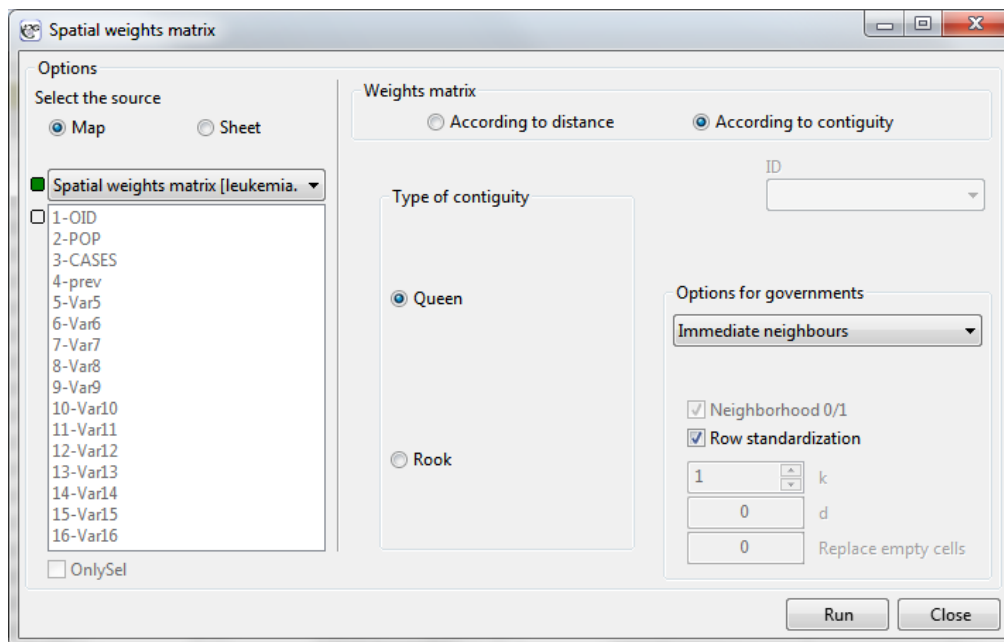 Spatial weights matrix
Options
Select the source
Map
Sheet
Spatial weights matrix [leukemia.
1-OID
2-POP
3-CASES
4-prev
5-Var5
6-Var6
7-Var7
8-Var8
9-Var9
10-Var10
11-Var11
12-Var12
13-Var13
14-Var14
15-Var15
16-Var16
OnlySel
Weights matrix
According to distance
According to contiguity
ID
Type of contiguity
Queen
Rook
Options for governments
Immediate neighbours
Neighborhood 0/1
Row standardization
1 k
0 d
0 Replace empty cells
Run
Close